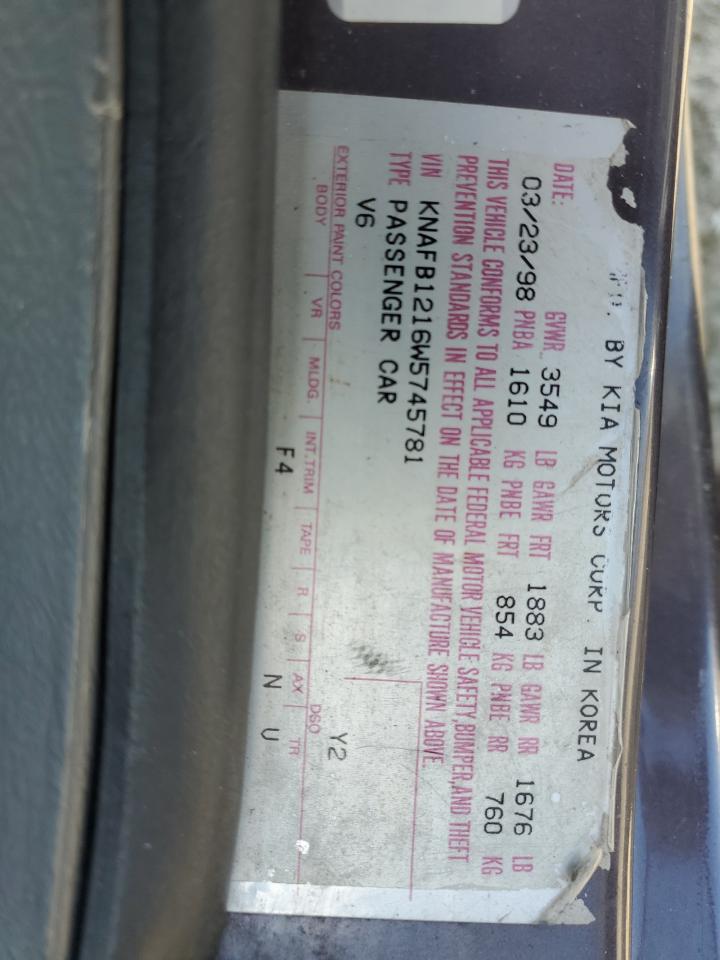 BY KIA MOTORS CORP. IN KOREA
DATE: GVWR 3549 LB GAWR FRT 1883 LB GAWR RR 1676 LB
03/23/98 PNBA 1610 KG PNBE FRT 854 KG PNBE RR 760 KG
THIS VEHICLE CONFORMS TO ALL APPLICABLE FEDERAL MOTOR VEHICLE SAFETY,BUMPER,AND THEFT
PREVENTION STANDARDS IN EFFECT ON THE DATE OF MANUFACTURE SHOWN ABOVE.
VIN KNAFB1216W5745781
TYPE PASSENGER CAR
V6
EXTERIOR PAINT COLORS
Y2
BODY VR MLDG. INT.TRIM TAPE R S AX TR DSO
F4 N U